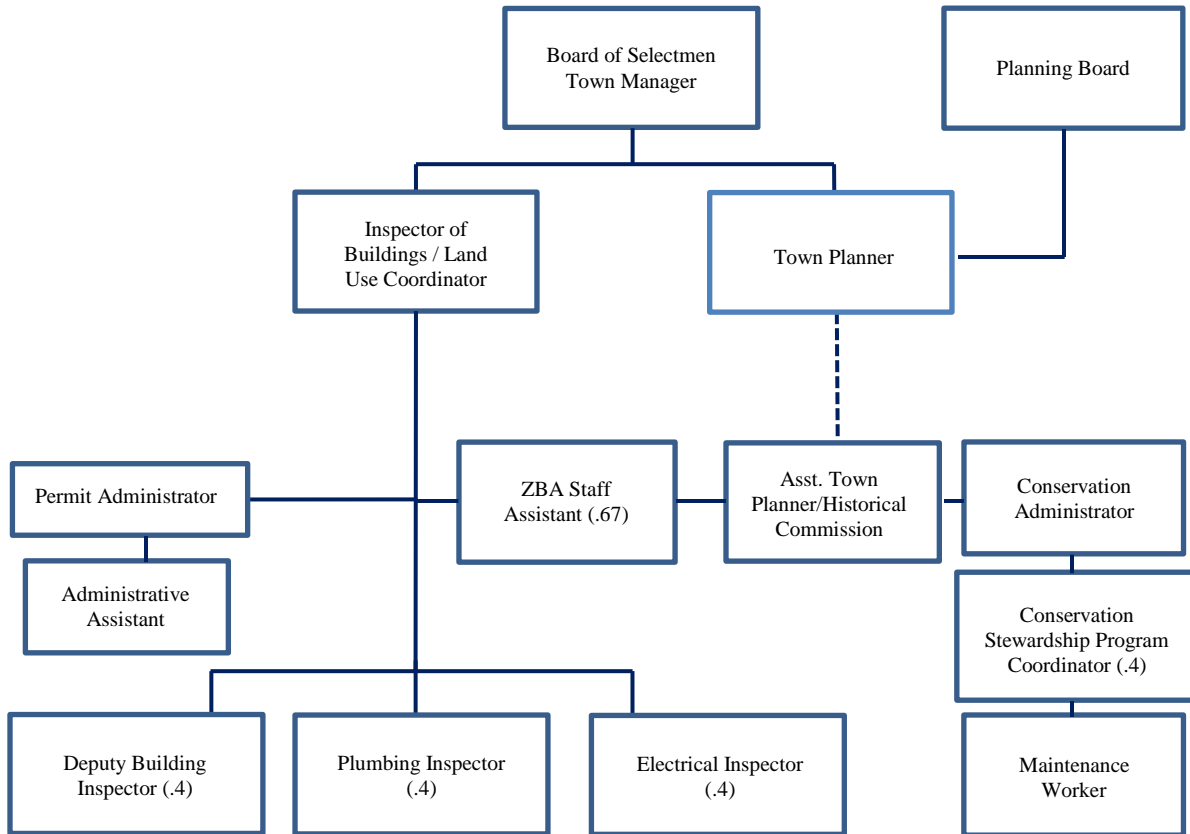 Board of Selectmen
Town Manager
Planning Board
Inspector of
Buildings / Land
Use Coordinator
Town Planner
Permit Administrator
ZBA Staff
Assistant (.67)
Asst. Town
Planner/Historical
Commission
Conservation
Administrator
Administrative
Assistant
Conservation
Stewardship Program
Coordinator (.4)
Deputy Building
Inspector (.4)
Plumbing Inspector
(.4)
Electrical Inspector
(.4)
Maintenance
Worker